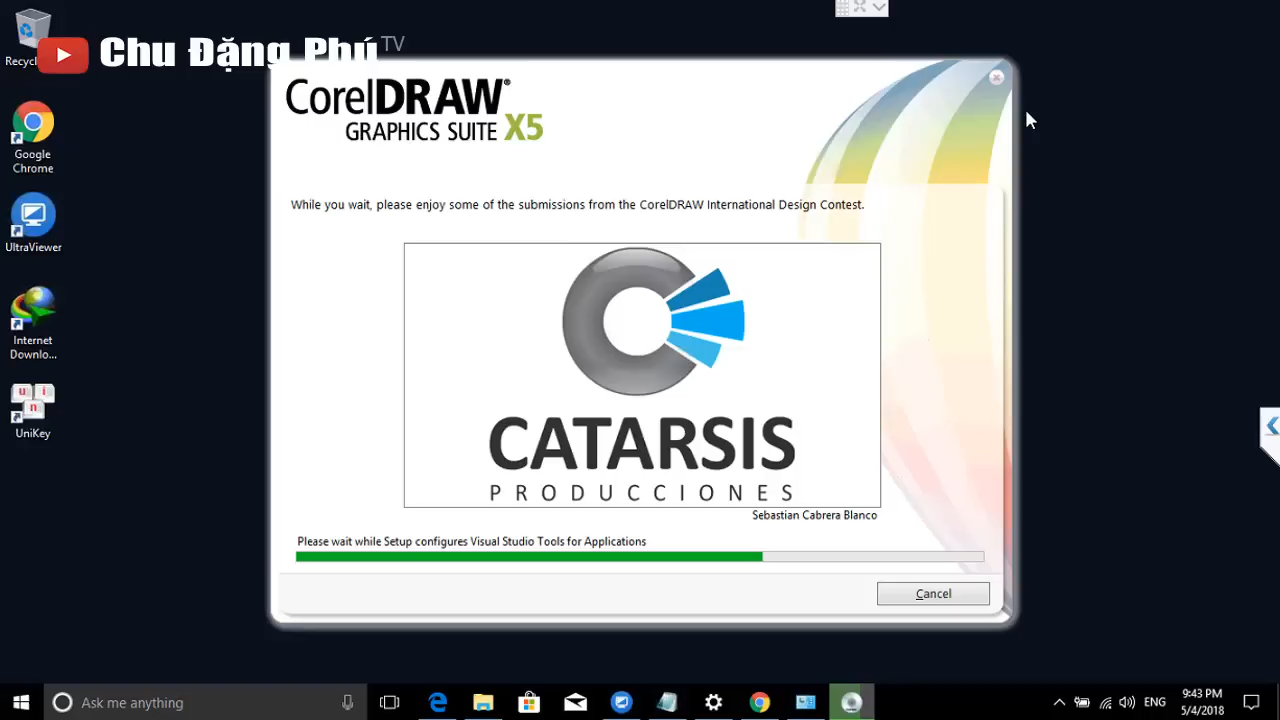 Recycl
Chu Đặng Phú TV
CorelDRAW®
GRAPHICS SUITE X5
Google
Chrome
While you wait, please enjoy some of the submissions from the CorelDRAW International Design Contest.
UltraViewer
Internet
Downlo...
u i
n
UniKey
CATARSIS
PRODUCCIONES
Sebastian Cabrera Blanco
Please wait while Setup configures Visual Studio Tools for Applications
Cancel
Ask me anything
ENG
9:43 PM
5/4/2018